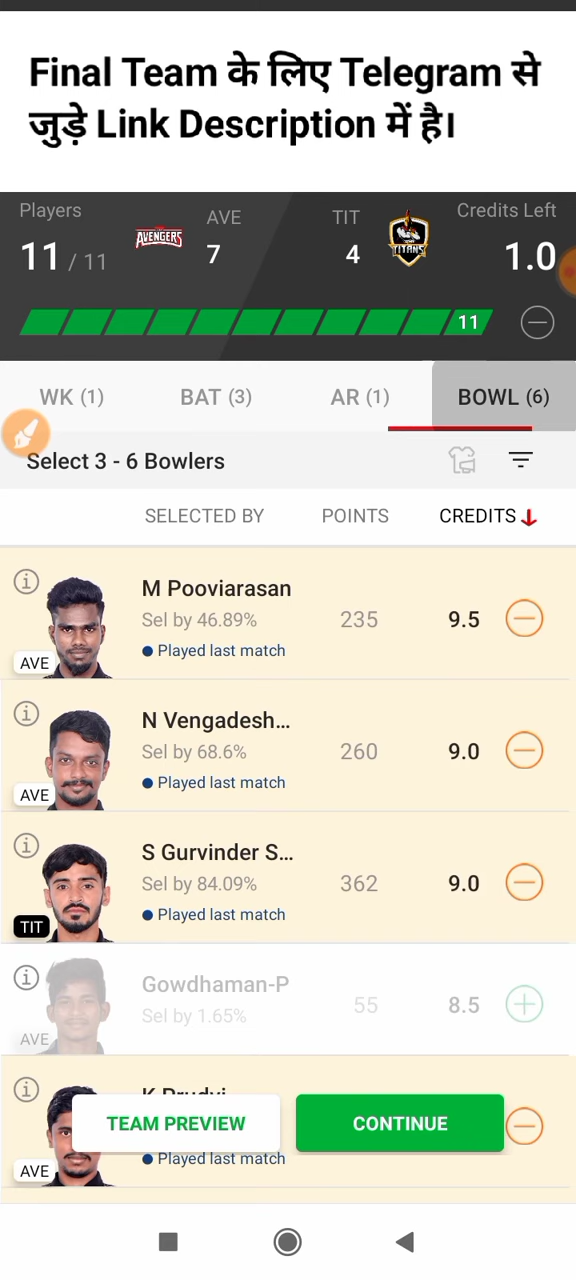 Final Team के लिए Telegram से
जुड़े Link Description में है।
Players
AVE
TIT
Credits Left
AVENGERS
TITANS
11 / 11
7
4
1.0
11
WK (1)
BAT (3)
AR (1)
BOWL (6)
Select 3 - 6 Bowlers
SELECTED BY
POINTS
CREDITS
M Pooviarasan
Sel by 46.89%
235
9.5
Played last match
AVE
N Vengadesh...
Sel by 68.6%
260
9.0
Played last match
AVE
S Gurvinder S...
Sel by 84.09%
362
9.0
Played last match
TIT
Gowdhaman-P
Sel by 1.65%
55
8.5
AVE
TEAM PREVIEW
CONTINUE
Played last match
AVE